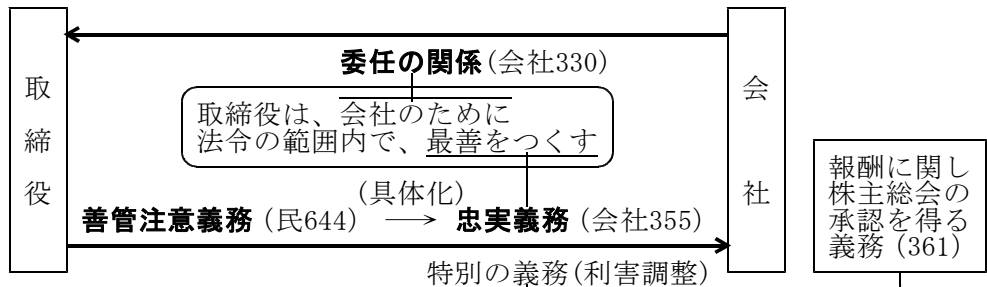 取締役
委任の関係(会社330)
取締役は、会社のために
法令の範囲内で、最善をつくす
(具体化)
善管注意義務 (民644) → 忠実義務 (会社355)
特別の義務(利害調整)
会社
報酬に関し
株主総会の
承認を得る
義務 (361)